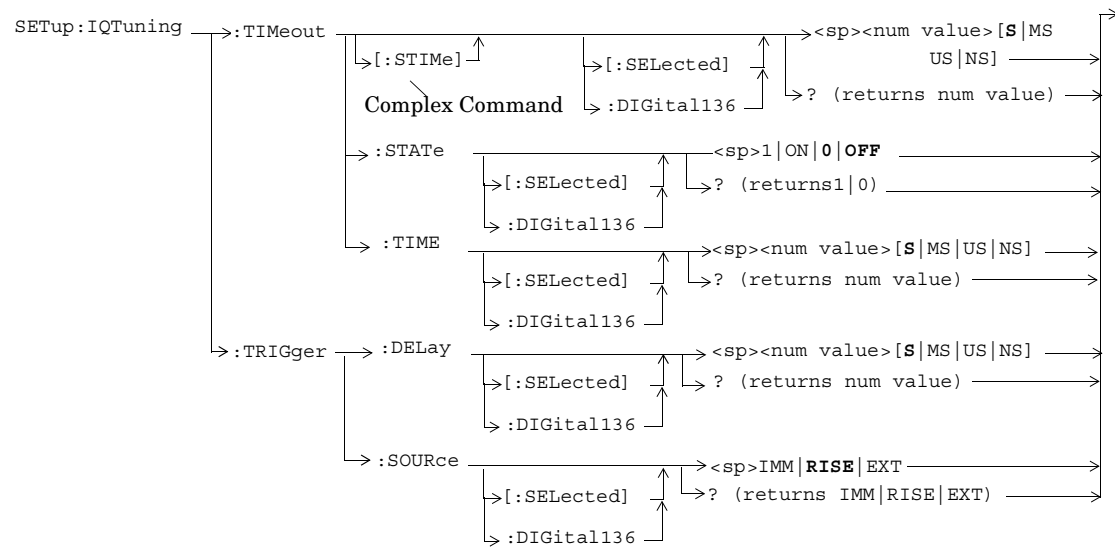 SETup:IQTuning :TIMeout <sp><num value>[S|MS
US|NS]
[:STIMe] [:SELected]
Complex Command :DIGital136 ? (returns num value)
:STATe <sp>1|ON|0|OFF
[:SELected] ? (returns1|0)
:DIGital136
:TIME <sp><num value>[S|MS|US|NS]
[:SELected] ? (returns num value)
:DIGital136
:TRIGger :DELay <sp><num value>[S|MS|US|NS]
[:SELected] ? (returns num value)
:DIGital136
:SOURce <sp>IMM|RISE|EXT
[:SELected] ? (returns IMM|RISE|EXT)
:DIGital136